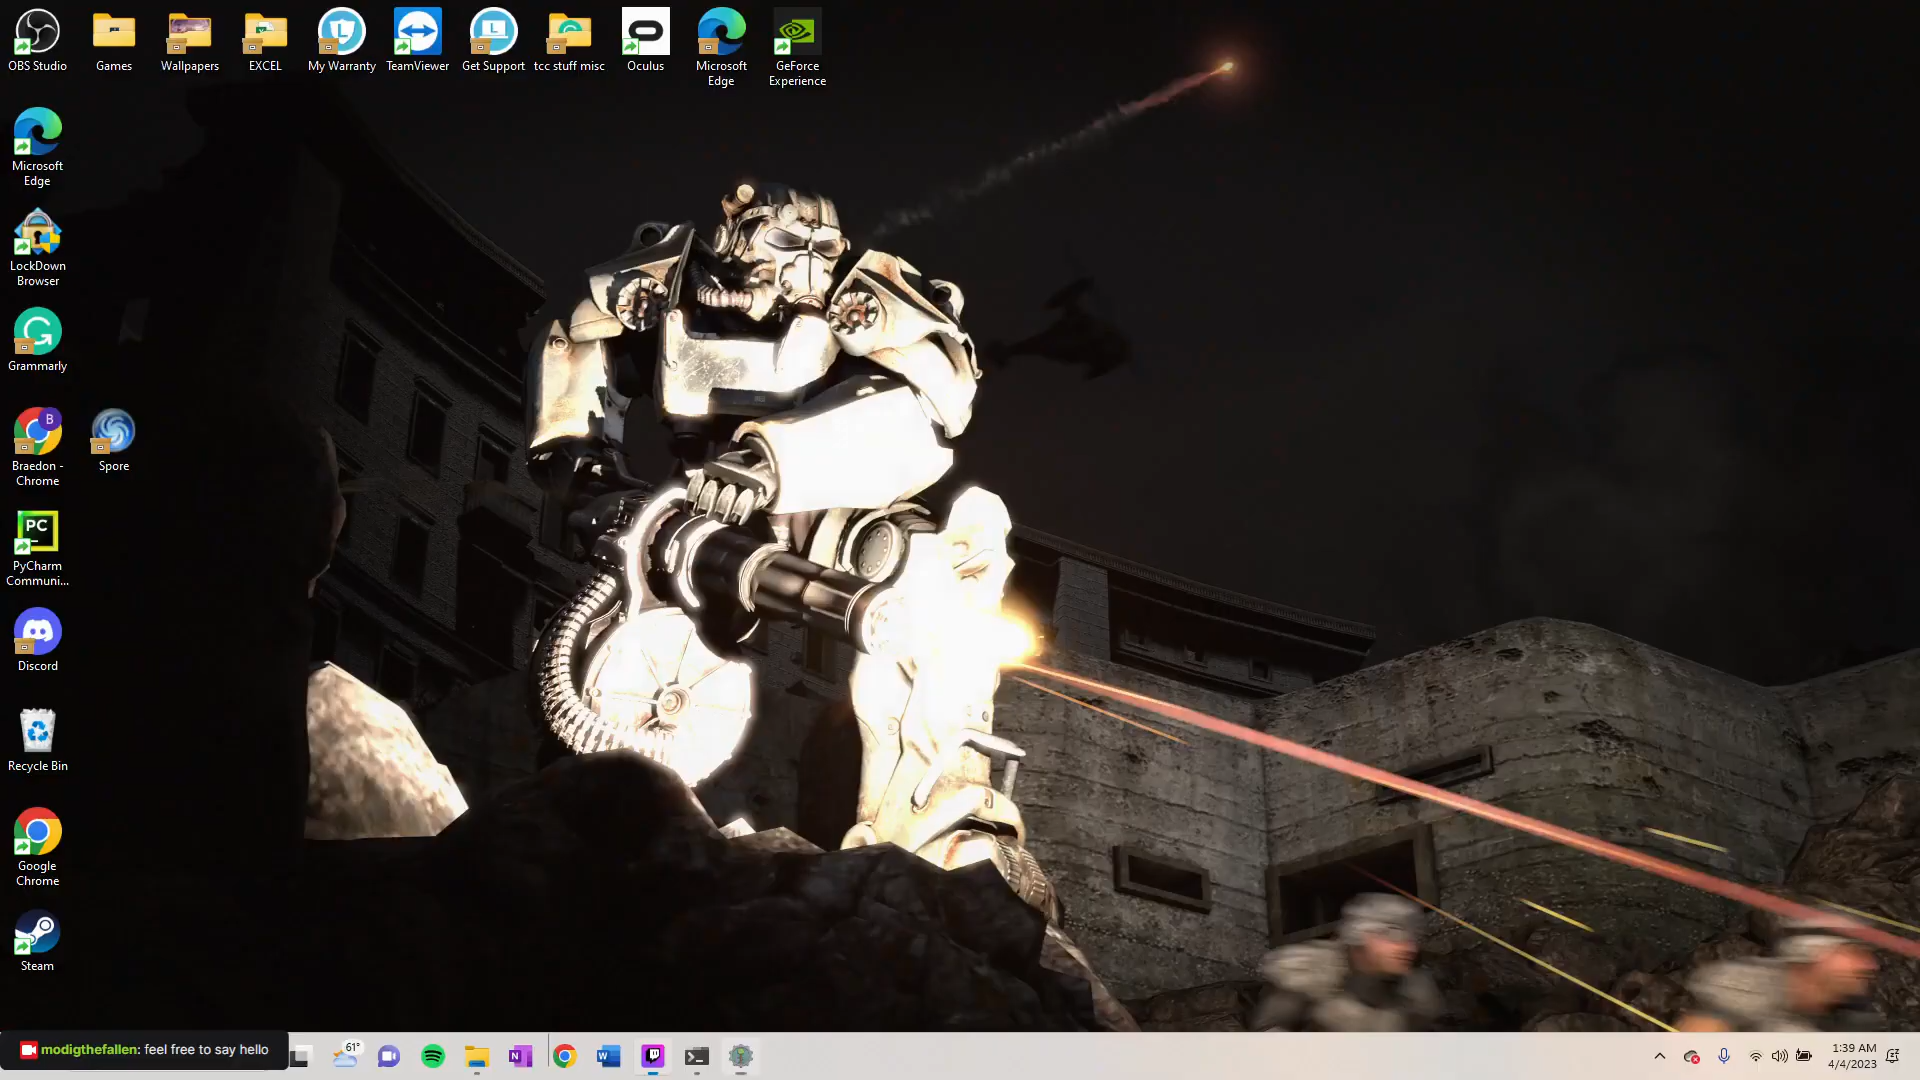 OBS Studio
Games
Wallpapers
EXCEL
My Warranty
TeamViewer
Get Support
tcc stuff misc
Oculus
Microsoft
Edge
GeForce
Experience
Microsoft
Edge
LockDown
Browser
Grammarly
B
Braedon -
Chrome
Spore
PC
PyCharm
Communi...
Discord
Recycle Bin
Google
Chrome
Steam
modigthefallen: feel free to say hello
61°
N
W
1:39 AM
4/4/2023